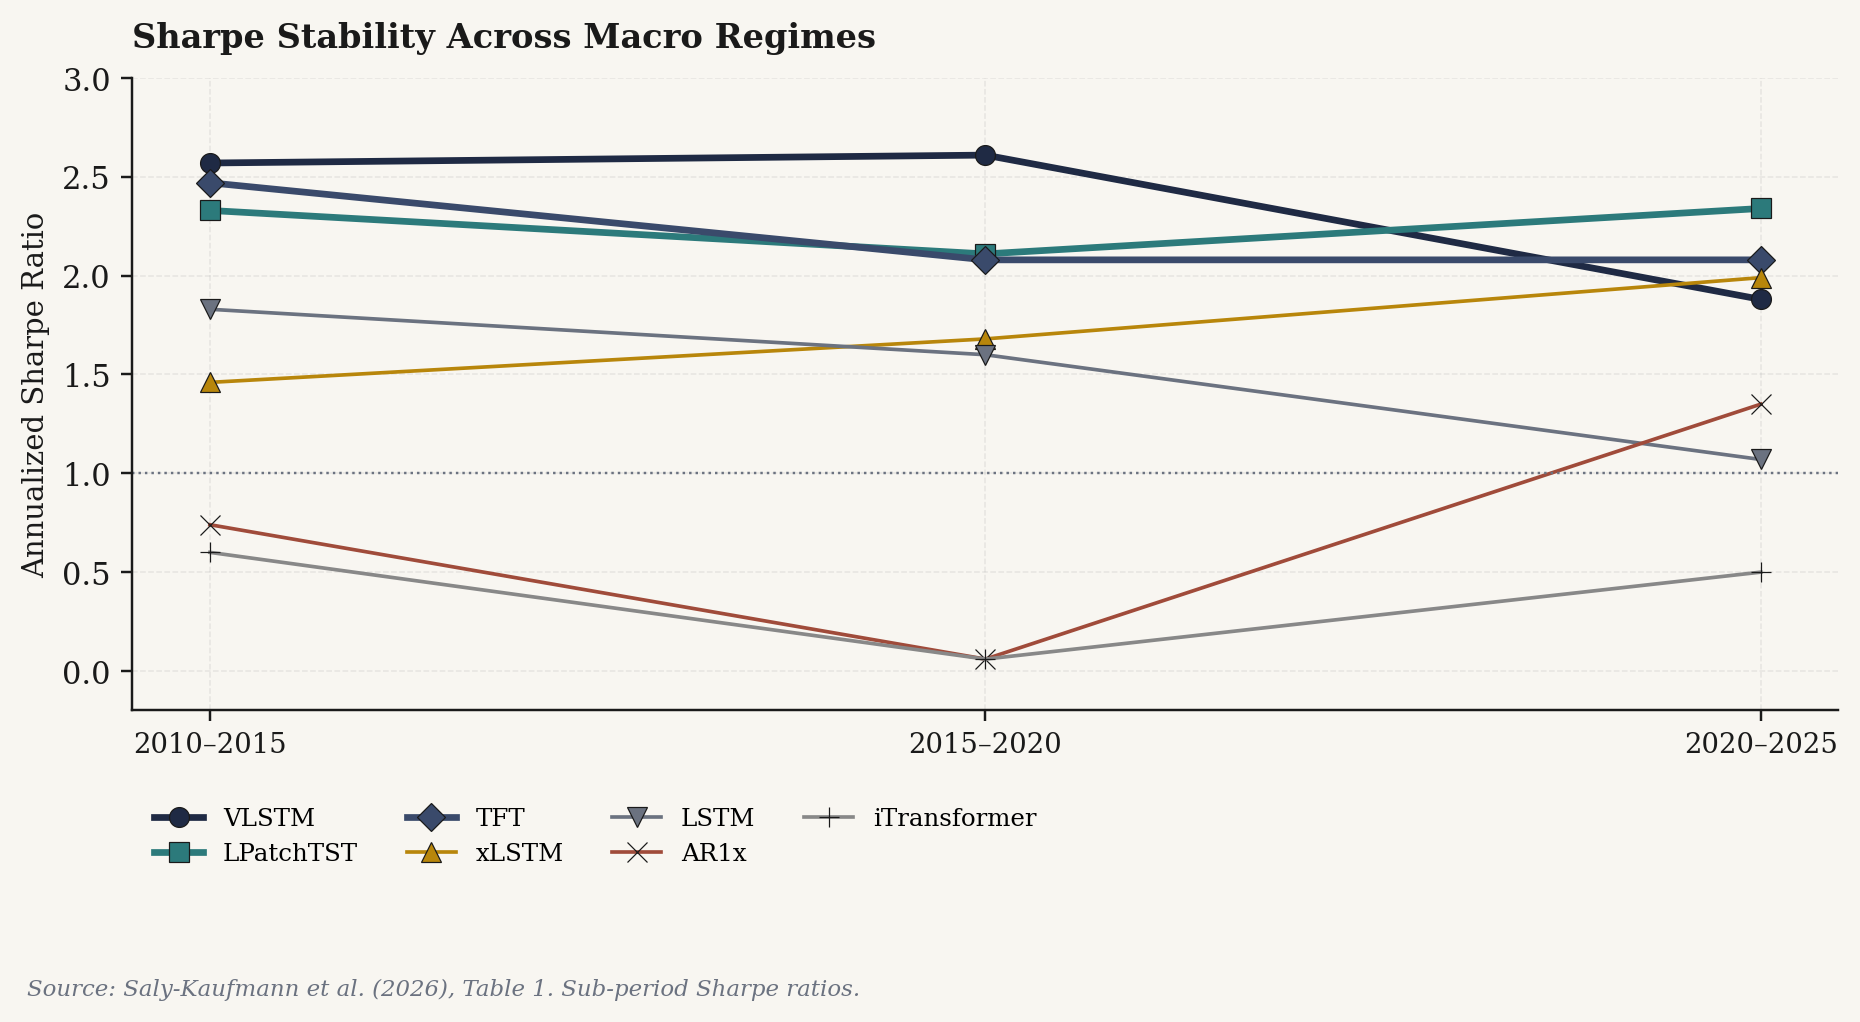 Sharpe Stability Across Macro Regimes
Annualized Sharpe Ratio
3.0
2.5
2.0
1.5
1.0
0.5
0.0
2010–2015 2015–2020 2020–2025
VLSTM TFT LSTM iTransformer
LPatchTST xLSTM AR1x
Source: Saly-Kaufmann et al. (2026), Table 1. Sub-period Sharpe ratios.